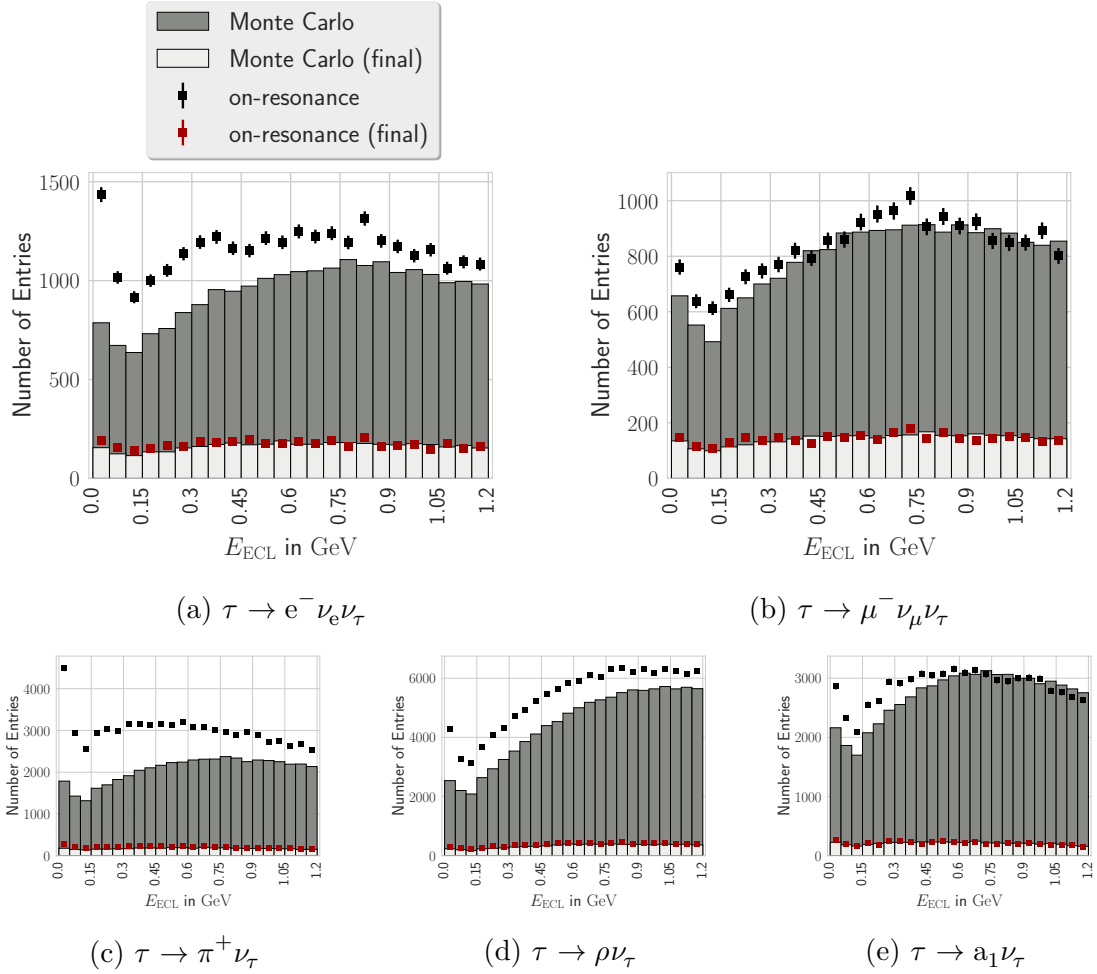 Monte Carlo
Monte Carlo (final)
on-resonance
on-resonance (final)
Number of Entries
1500
1000
500
0
0.0 0.15 0.3 0.45 0.6 0.75 0.9 1.05 1.2
E_ECL in GeV
(a) τ → e⁻ ν_e ν_τ
Number of Entries
1000
800
600
400
200
0
0.0 0.15 0.3 0.45 0.6 0.75 0.9 1.05 1.2
E_ECL in GeV
(b) τ → μ⁻ ν_μ ν_τ
Number of Entries
4000
3000
2000
1000
0
0.0 0.15 0.3 0.45 0.6 0.75 0.9 1.05 1.2
E_ECL in GeV
(c) τ → π⁺ ν_τ
Number of Entries
6000
4000
2000
0
0.0 0.15 0.3 0.45 0.6 0.75 0.9 1.05 1.2
E_ECL in GeV
(d) τ → ρν_τ
Number of Entries
3000
2000
1000
0
0.0 0.15 0.3 0.45 0.6 0.75 0.9 1.05 1.2
E_ECL in GeV
(e) τ → a₁ν_τ